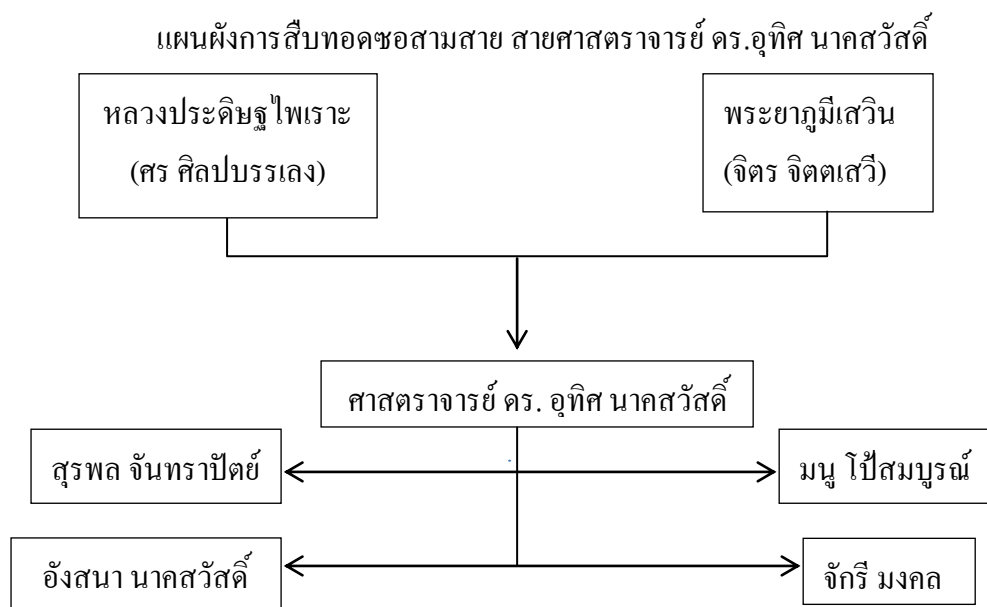 แผนผังการสืบทอดซอสามสาย สายศาสตราจารย์ ดร.อุทิศ นาคสวัสดิ์
หลวงประดิษฐไพเราะ
(ศร ศิลปบรรเลง)
พระยาภูมีเสวิน
(จิตร จิตตเสวี)
ศาสตราจารย์ ดร. อุทิศ นาคสวัสดิ์
สุรพล จันทราปัตย์
มนู โป้สมบูรณ์
อังสนา นาคสวัสดิ์
จักรี มงคล